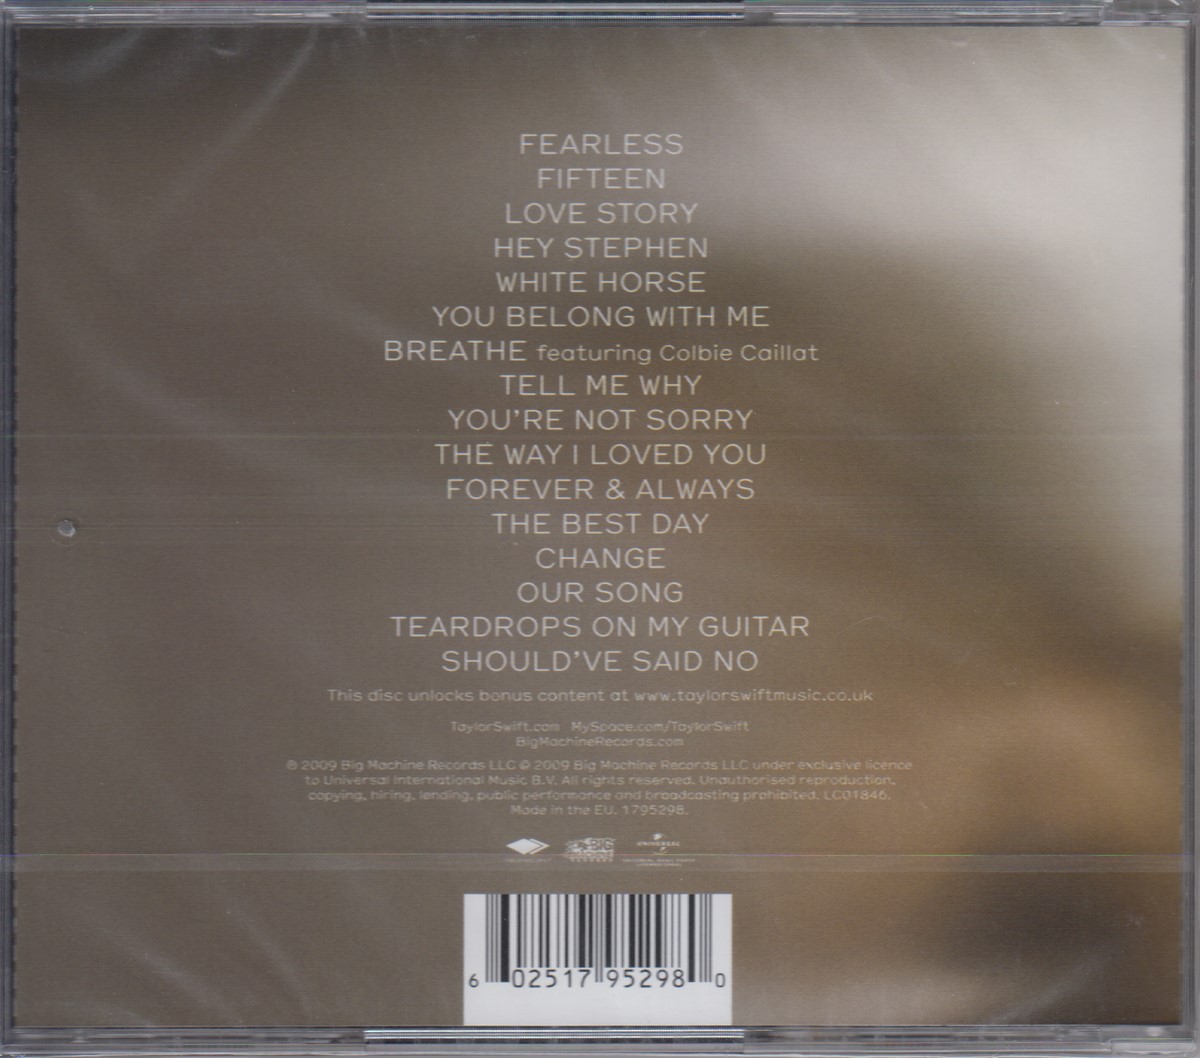 FEARLESS
FIFTEEN
LOVE STORY
HEY STEPHEN
WHITE HORSE
YOU BELONG WITH ME
BREATHE featuring Colbie Caillat
TELL ME WHY
YOU'RE NOT SORRY
THE WAY I LOVED YOU
FOREVER & ALWAYS
THE BEST DAY
CHANGE
OUR SONG
TEARDROPS ON MY GUITAR
SHOULD'VE SAID NO
This disc unlocks bonus content at www.taylorswiftmusic.co.uk
TaylorSwift.com MySpace.com/TaylorSwift
BigMachineRecords.com
℗ 2009 Big Machine Records LLC © 2009 Big Machine Records LLC under exclusive licence
to Universal International Music B.V. All rights reserved. Unauthorised reproduction,
copying, hiring, lending, public performance and broadcasting prohibited. LC01846.
Made in the EU. 1795298.
BIG
UNIVERSAL
6 02517 95298 0